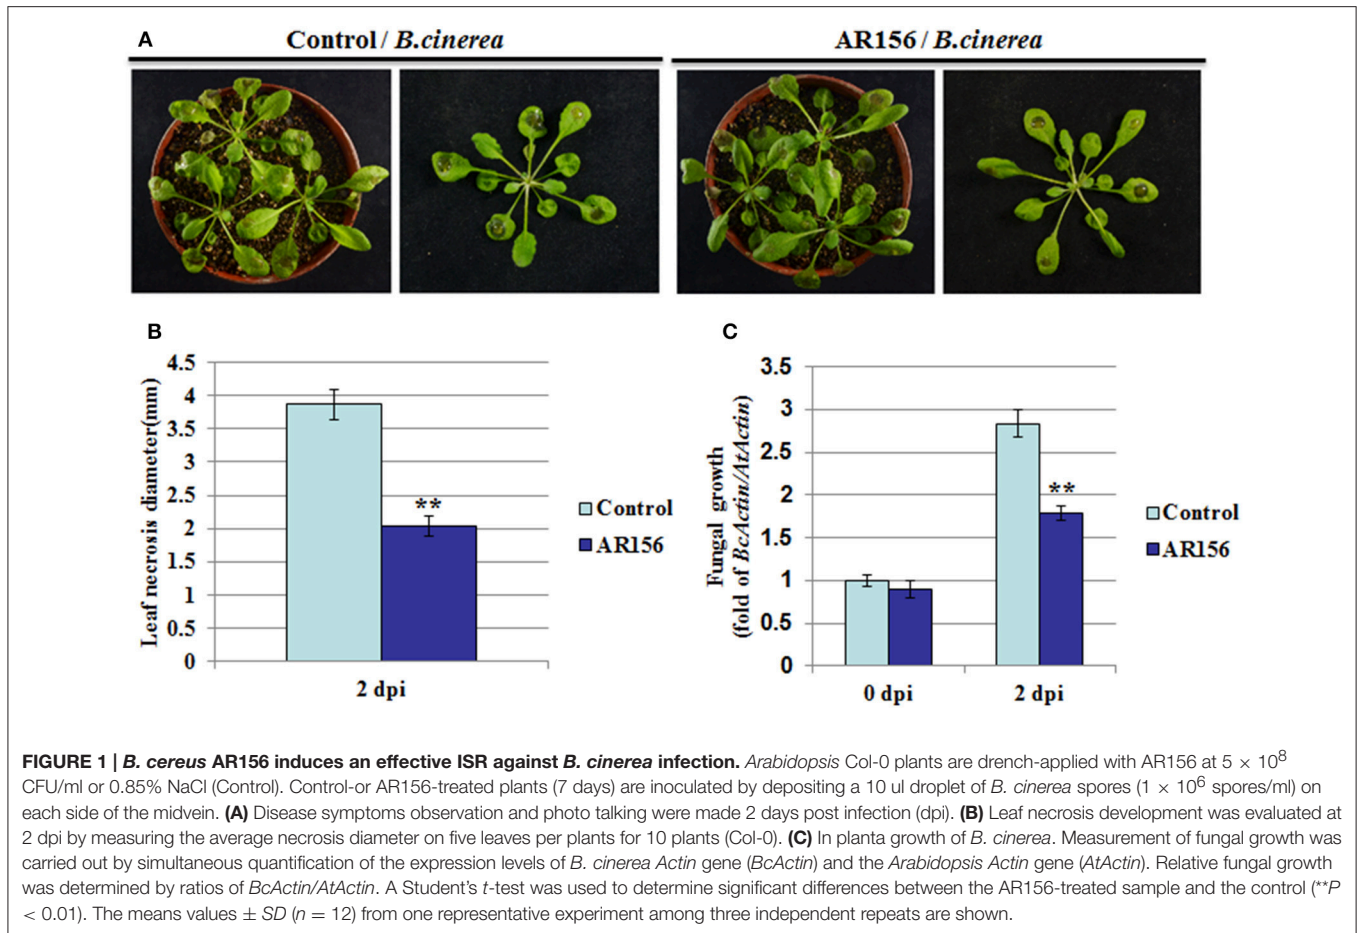 A
Control / B.cinerea
AR156 / B.cinerea
B
Leaf necrosis diameter(mm)
4.5
4
3.5
3
2.5
2
1.5
1
0.5
0
**
2 dpi
Control
AR156
C
Fungal growth
(fold of BcActin/AtActin)
3.5
3
2.5
2
1.5
1
0.5
0
**
0 dpi
2 dpi
Control
AR156
FIGURE 1 | B. cereus AR156 induces an effective ISR against B. cinerea infection. Arabidopsis Col-0 plants are drench-applied with AR156 at 5 × 10⁸
CFU/ml or 0.85% NaCl (Control). Control-or AR156-treated plants (7 days) are inoculated by depositing a 10 ul droplet of B. cinerea spores (1 × 10⁶ spores/ml) on
each side of the midvein. (A) Disease symptoms observation and photo talking were made 2 days post infection (dpi). (B) Leaf necrosis development was evaluated at
2 dpi by measuring the average necrosis diameter on five leaves per plants for 10 plants (Col-0). (C) In planta growth of B. cinerea. Measurement of fungal growth was
carried out by simultaneous quantification of the expression levels of B. cinerea Actin gene (BcActin) and the Arabidopsis Actin gene (AtActin). Relative fungal growth
was determined by ratios of BcActin/AtActin. A Student's t-test was used to determine significant differences between the AR156-treated sample and the control (**P
< 0.01). The means values ± SD (n = 12) from one representative experiment among three independent repeats are shown.